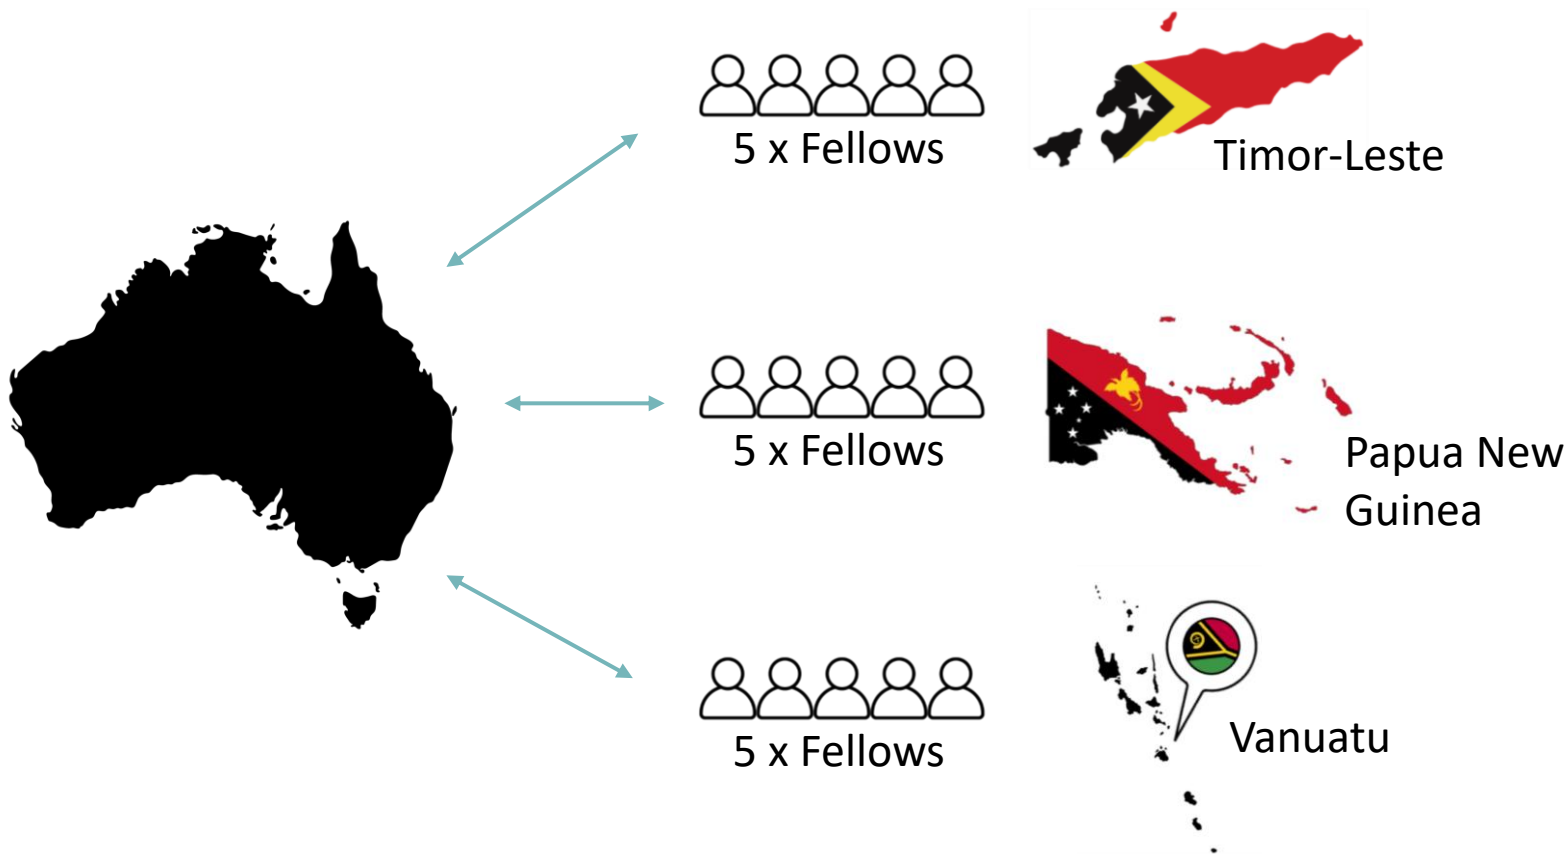 5 x Fellows
Timor-Leste
5 x Fellows
Papua New
Guinea
5 x Fellows
Vanuatu